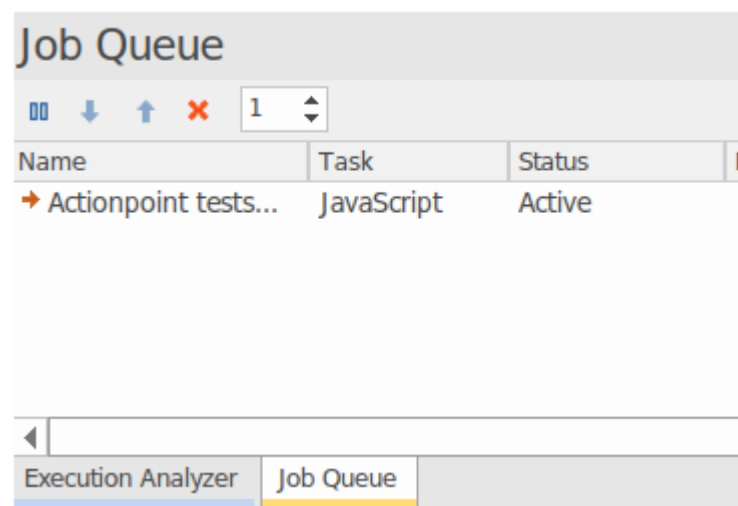 Job Queue
1
Name Task Status
Actionpoint tests... JavaScript Active
Execution Analyzer Job Queue